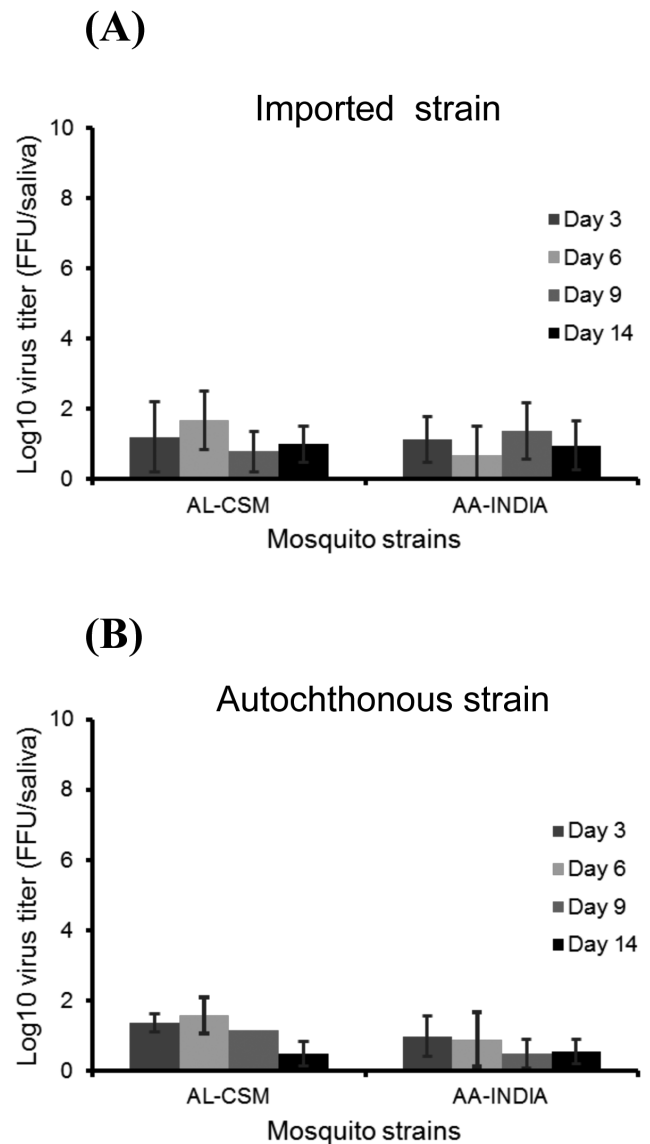 (A)
Imported strain
Log10 virus titer (FFU/saliva)
10
8
6
4
2
0
Day 3
Day 6
Day 9
Day 14
AL-CSM
AA-INDIA
Mosquito strains
(B)
Autochthonous strain
Log10 virus titer (FFU/saliva)
10
8
6
4
2
0
Day 3
Day 6
Day 9
Day 14
AL-CSM
AA-INDIA
Mosquito strains